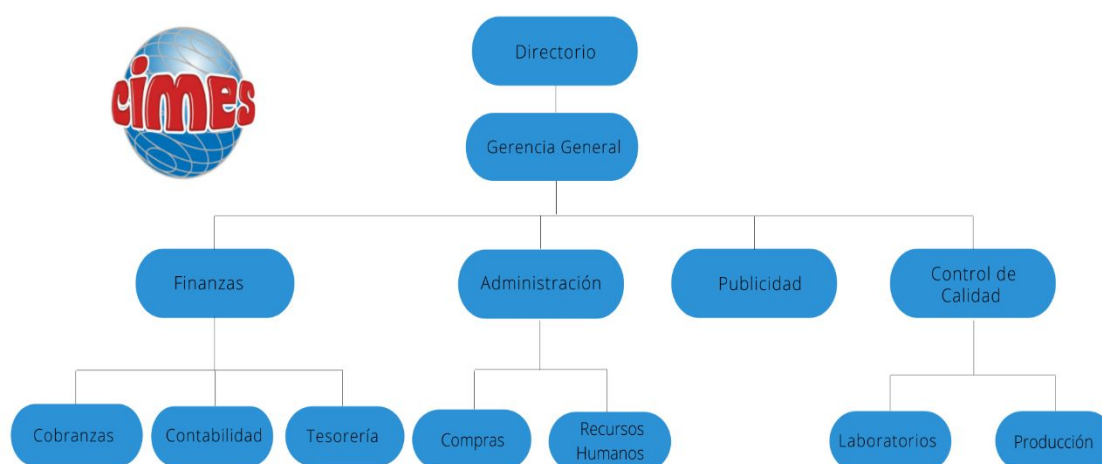 cimes
Directorio
Gerencia General
Finanzas
Administración
Publicidad
Control de
Calidad
Cobranzas
Contabilidad
Tesorería
Compras
Recursos
Humanos
Laboratorios
Producción